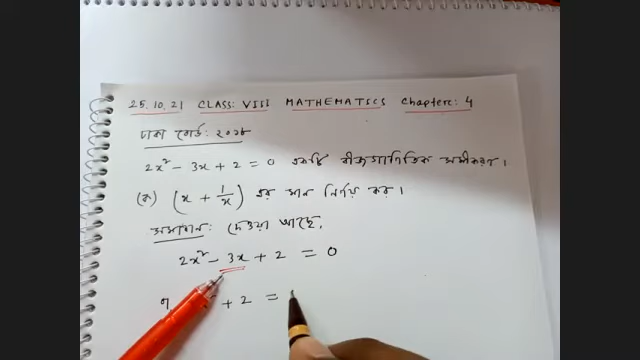 25.10.21 CLASS: VIII MATHEMATICS Chapter: 4
ঢাকা বোর্ড: ২০১৮
2x² - 3x + 2 = 0 একটি বীজগাণিতিক সমীকরণ।
(ক) (x + 1/x) এর মান নির্ণয় কর।
সমাধান: দেওয়া আছে,
2x² - 3x + 2 = 0
+ 2 =